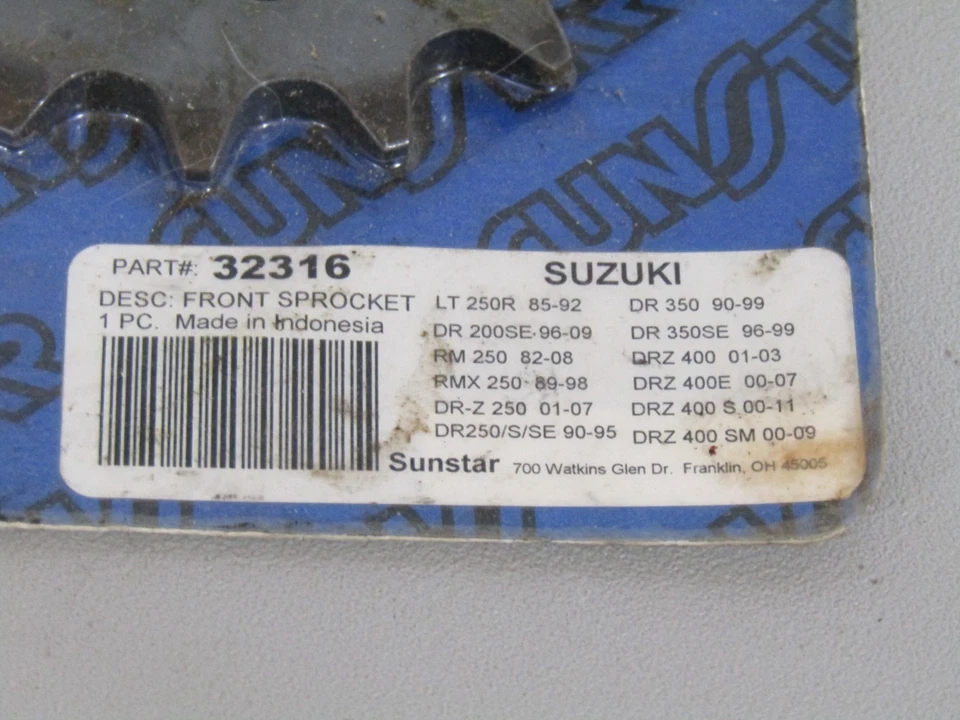 SUNSTAR
SUNST
PART#: 32316
DESC: FRONT SPROCKET
1 PC. Made in Indonesia
SUZUKI
LT 250R 85-92
DR 200SE 96-09
RM 250 82-08
RMX 250 89-98
DR-Z 250 01-07
DR250/S/SE 90-95
DR 350 90-99
DR 350SE 96-99
DRZ 400 01-03
DRZ 400E 00-07
DRZ 400 S 00-11
DRZ 400 SM 00-09
Sunstar 700 Watkins Glen Dr. Franklin, OH 45005